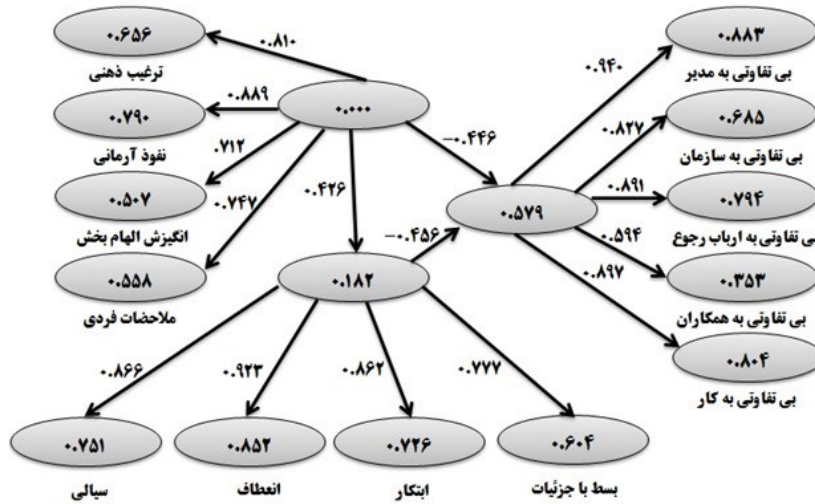 ۰.۶۵۶
ترغیب ذهنی
۰.۷۹۰
نفوذ آرمانی
۰.۵۰۷
انگیزش الهام بخش
۰.۵۵۸
ملاحضات فردی
۰.۸۱۰
۰.۸۸۹
.۷۱۲
۰.۷۴۷
۰.۰۰۰
۰.۴۲۶
–۰.۴۴۶
–۰.۴۵۶
۰.۱۸۲
۰.۵۷۹
۰.۹۴۰
۰.۸۲۷
۰.۸۹۱
۰.۵۹۴
۰.۸۹۷
۰.۸۸۳
بی تفاوتی به مدیر
۰.۶۸۵
بی تفاوتی به سازمان
۰.۷۹۴
بی تفاوتی به ارباب رجوع
۰.۳۵۳
بی تفاوتی به همکاران
۰.۸۰۴
بی تفاوتی به کار
۰.۸۶۶
۰.۹۲۳
۰.۸۶۲
۰.۷۷۷
۰.۷۵۱
سیالی
۰.۸۵۲
انعطاف
۰.۷۲۶
ابتکار
۰.۶۰۴
بسط با جزئیات